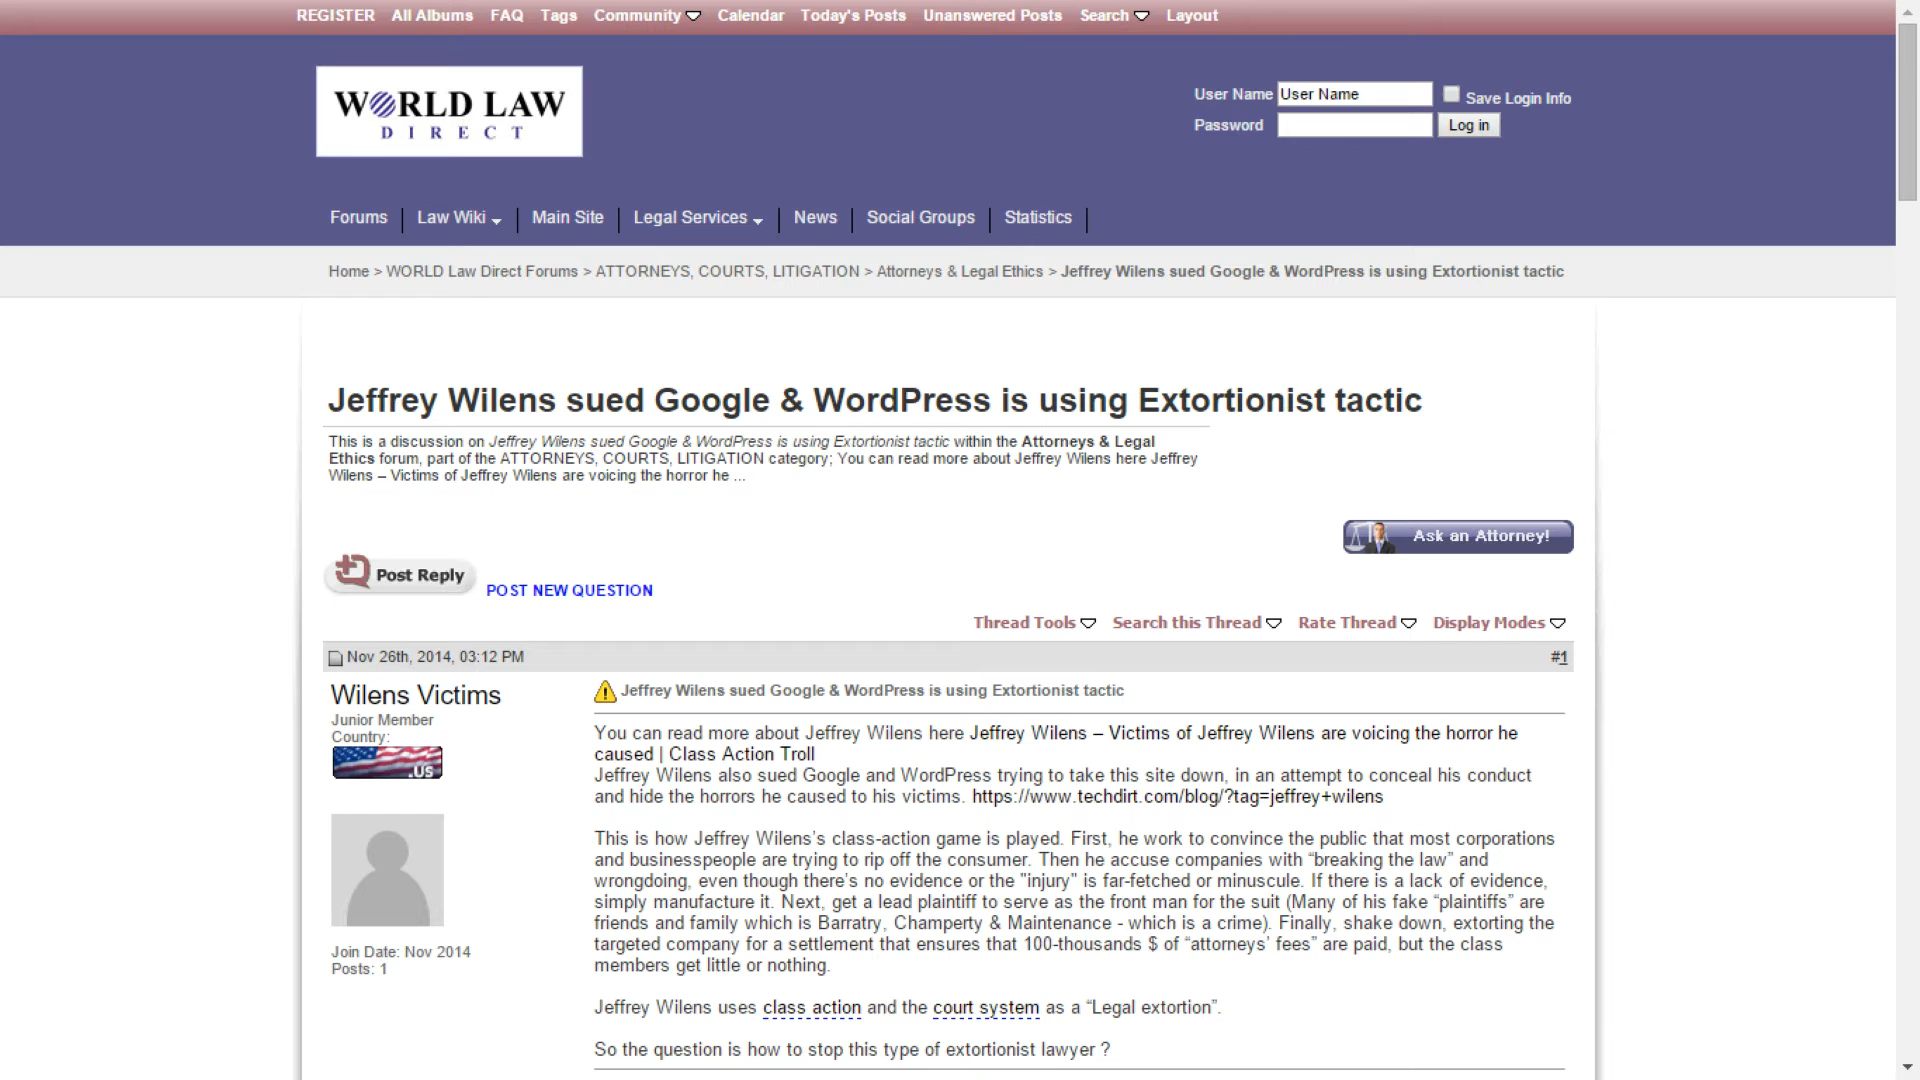 REGISTER All Albums FAQ Tags Community Calendar Today's Posts Unanswered Posts Search Layout
WORLD LAW
DIRECT
User Name User Name Save Login Info
Password Log in
Forums Law Wiki Main Site Legal Services News Social Groups Statistics
Home > WORLD Law Direct Forums > ATTORNEYS, COURTS, LITIGATION > Attorneys & Legal Ethics > Jeffrey Wilens sued Google & WordPress is using Extortionist tactic
Jeffrey Wilens sued Google & WordPress is using Extortionist tactic
This is a discussion on Jeffrey Wilens sued Google & WordPress is using Extortionist tactic within the Attorneys & Legal
Ethics forum, part of the ATTORNEYS, COURTS, LITIGATION category; You can read more about Jeffrey Wilens here Jeffrey
Wilens – Victims of Jeffrey Wilens are voicing the horror he ...
Ask an Attorney!
Post Reply POST NEW QUESTION
Thread Tools Search this Thread Rate Thread Display Modes
Nov 26th, 2014, 03:12 PM #1
Wilens Victims
Junior Member
Country:
.US
Join Date: Nov 2014
Posts: 1
Jeffrey Wilens sued Google & WordPress is using Extortionist tactic
You can read more about Jeffrey Wilens here Jeffrey Wilens – Victims of Jeffrey Wilens are voicing the horror he
caused | Class Action Troll
Jeffrey Wilens also sued Google and WordPress trying to take this site down, in an attempt to conceal his conduct
and hide the horrors he caused to his victims. https://www.techdirt.com/blog/?tag=jeffrey+wilens
This is how Jeffrey Wilens’s class-action game is played. First, he work to convince the public that most corporations
and businesspeople are trying to rip off the consumer. Then he accuse companies with “breaking the law” and
wrongdoing, even though there’s no evidence or the "injury" is far-fetched or minuscule. If there is a lack of evidence,
simply manufacture it. Next, get a lead plaintiff to serve as the front man for the suit (Many of his fake “plaintiffs” are
friends and family which is Barratry, Champerty & Maintenance - which is a crime). Finally, shake down, extorting the
targeted company for a settlement that ensures that 100-thousands $ of “attorneys’ fees” are paid, but the class
members get little or nothing.
Jeffrey Wilens uses class action and the court system as a “Legal extortion”.
So the question is how to stop this type of extortionist lawyer ?